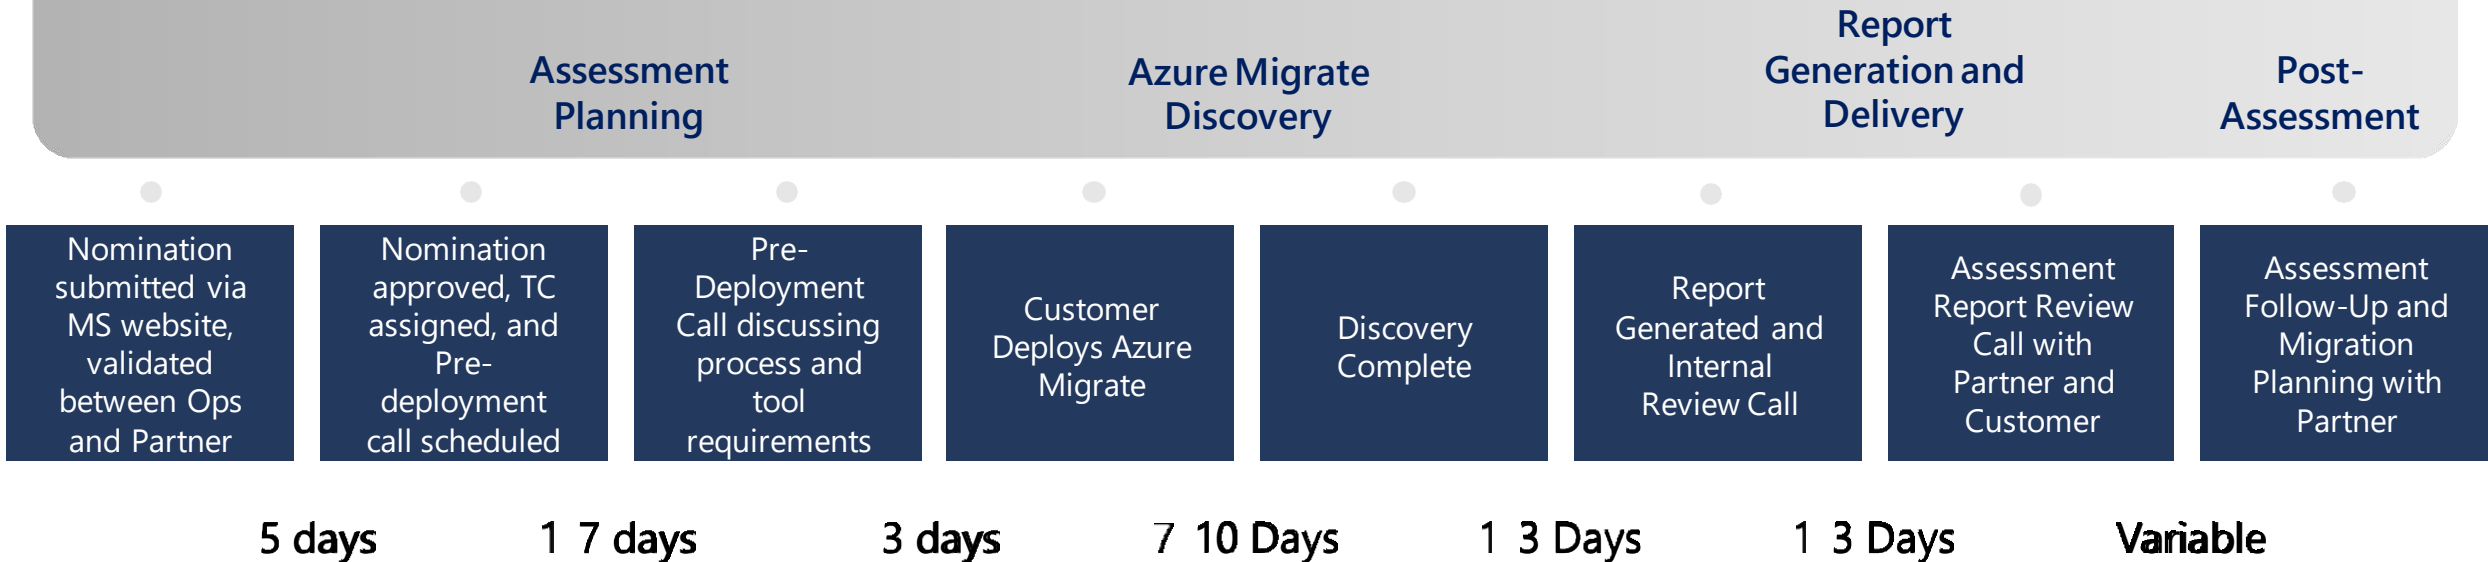 Assessment
Planning
Azure Migrate
Discovery
Report
Generation and
Delivery
Post-
Assessment
Nomination
submitted via
MS website,
validated
between Ops
and Partner
Nomination
approved, TC
assigned, and
Pre-
deployment
call scheduled
Pre-
Deployment
Call discussing
process and
tool
requirements
Customer
Deploys Azure
Migrate
Discovery
Complete
Report
Generated and
Internal
Review Call
Assessment
Report Review
Call with
Partner and
Customer
Assessment
Follow-Up and
Migration
Planning with
Partner
5 days
1 7 days
3 days
7 10 Days
1 3 Days
1 3 Days
Variable